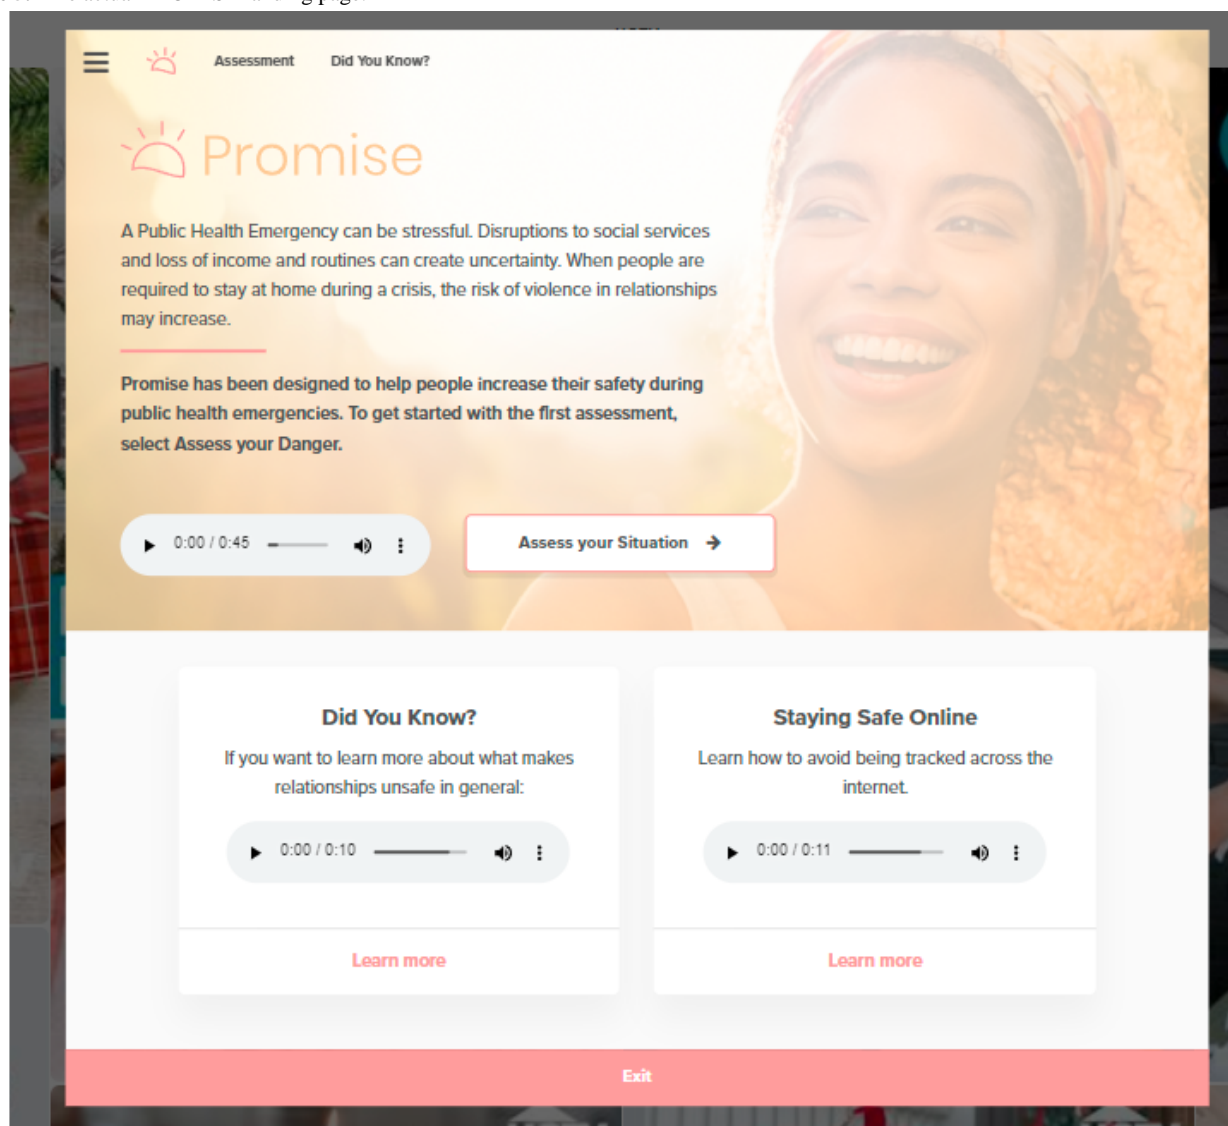 Assessment Did You Know?
Promise
A Public Health Emergency can be stressful. Disruptions to social services
and loss of income and routines can create uncertainty. When people are
required to stay at home during a crisis, the risk of violence in relationships
may increase.
Promise has been designed to help people increase their safety during
public health emergencies. To get started with the first assessment,
select Assess your Danger.
0:00 / 0:45
Assess your Situation
Did You Know?
If you want to learn more about what makes
relationships unsafe in general:
0:00 / 0:10
Learn more
Staying Safe Online
Learn how to avoid being tracked across the
internet.
0:00 / 0:11
Learn more
Exit